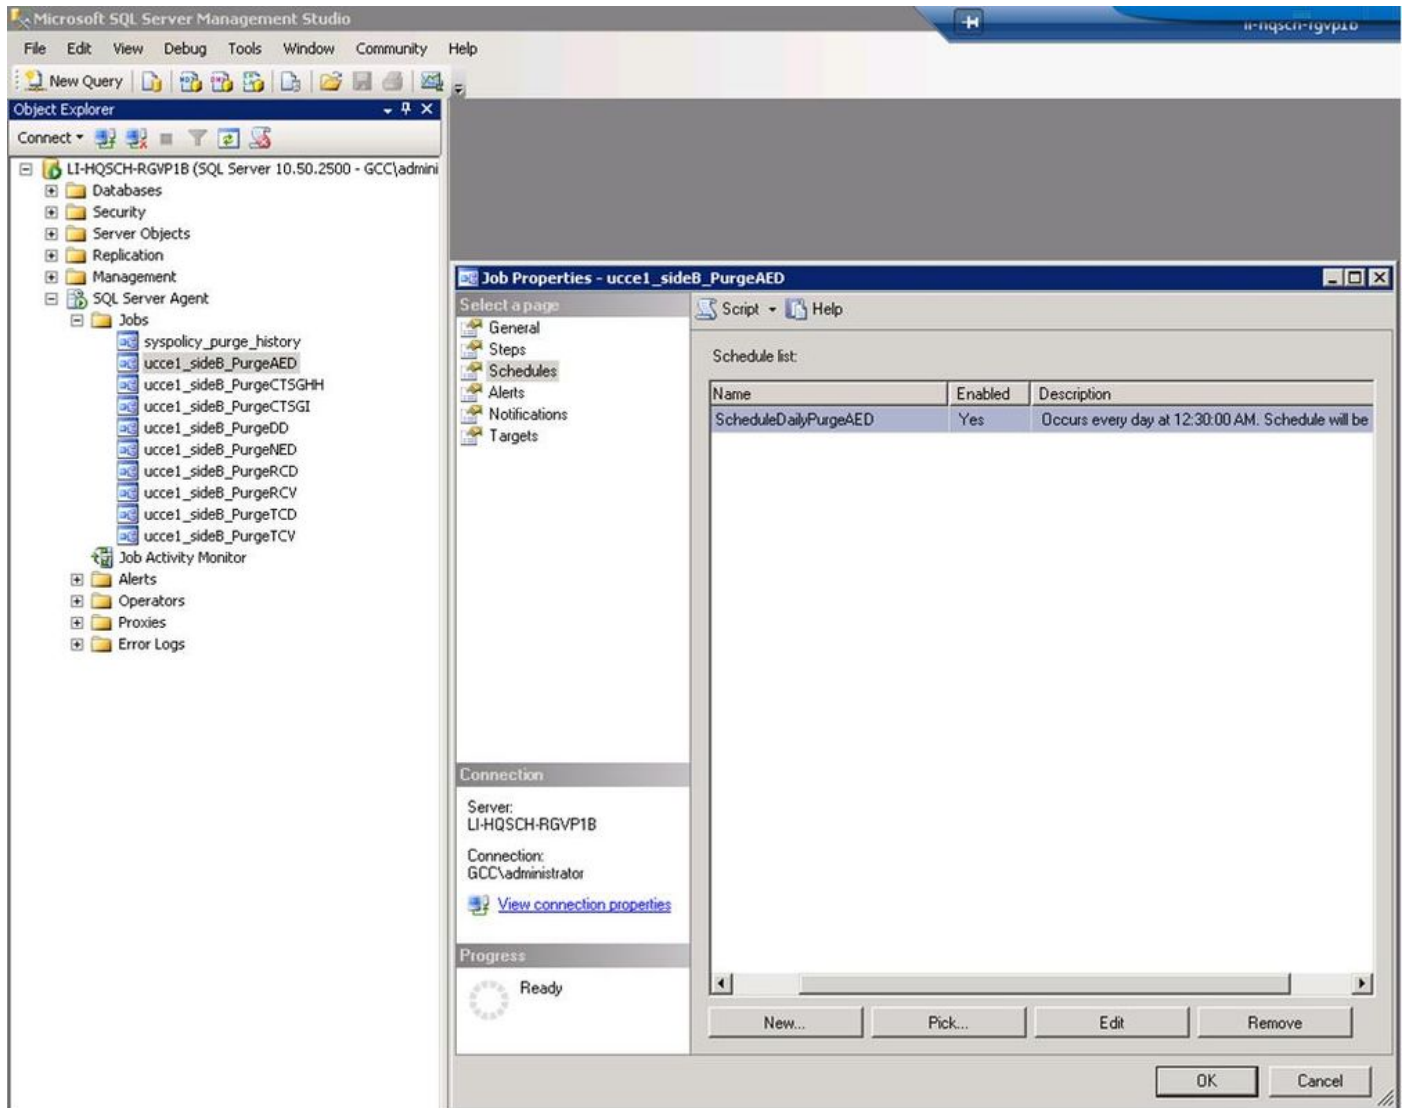 Microsoft SQL Server Management Studio
li-hqsch-rgvp1b
File Edit View Debug Tools Window Community Help
New Query
Object Explorer
Connect
LI-HQSCH-RGVP1B (SQL Server 10.50.2500 - GCC\admini
Databases
Security
Server Objects
Replication
Management
SQL Server Agent
Jobs
syspolicy_purge_history
ucce1_sideB_PurgeAED
ucce1_sideB_PurgeCTSGHH
ucce1_sideB_PurgeCTSGI
ucce1_sideB_PurgeDD
ucce1_sideB_PurgeNED
ucce1_sideB_PurgeRCD
ucce1_sideB_PurgeRCV
ucce1_sideB_PurgeTCD
ucce1_sideB_PurgeTCV
Job Activity Monitor
Alerts
Operators
Proxies
Error Logs
Job Properties - ucce1_sideB_PurgeAED
Select a page
General
Steps
Schedules
Alerts
Notifications
Targets
Connection
Server:
LI-HQSCH-RGVP1B
Connection:
GCC\administrator
View connection properties
Progress
Ready
Script Help
Schedule list:
Name Enabled Description
ScheduleDailyPurgeAED Yes Occurs every day at 12:30:00 AM. Schedule will be
New... Pick... Edit Remove
OK Cancel